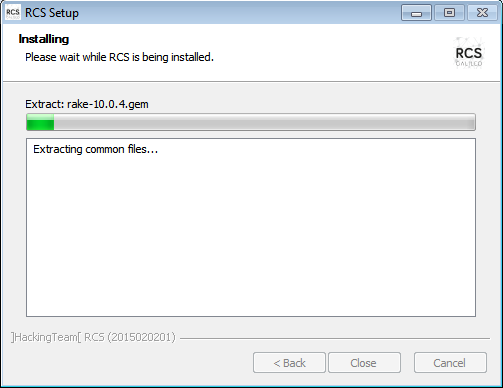 RCS Setup
Installing
Please wait while RCS is being installed.
RCS
GALILEO
Extract: rake-10.0.4.gem
Extracting common files...
]HackingTeam[ RCS (2015020201)
< Back
Close
Cancel